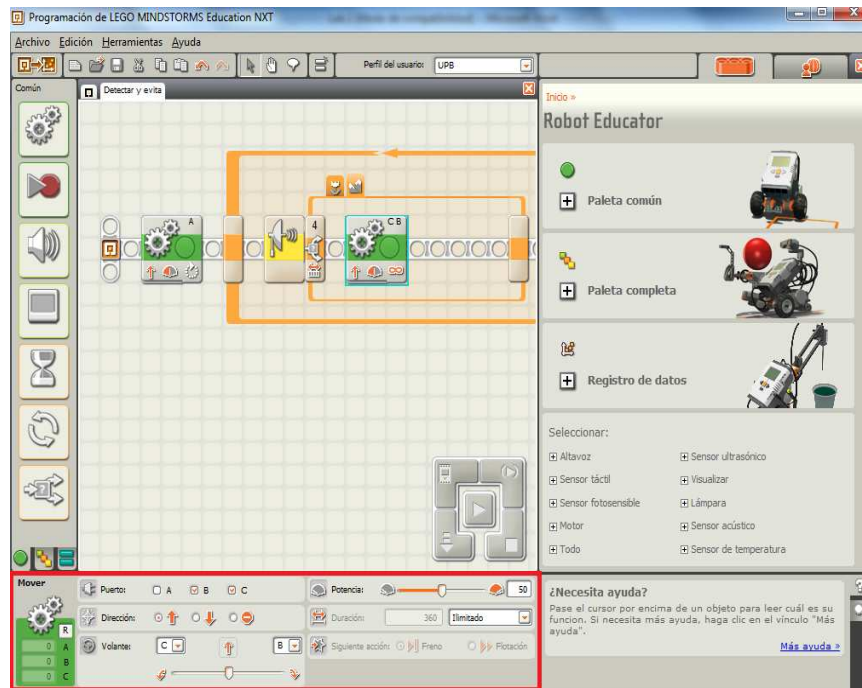 Programación de LEGO MINDSTORMS Education NXT
Archivo Edición Herramientas Ayuda
Perfil del usuario: UPB
Común
Detectar y evita
A
4
C B
Inicio »
Robot Educator
Paleta común
Paleta completa
Registro de datos
Seleccionar:
Altavoz
Sensor ultrasónico
Sensor táctil
Visualizar
Sensor fotosensible
Lámpara
Motor
Sensor acústico
Todo
Sensor de temperatura
Mover
R
0 A
0 B
0 C
Puerto: A B C
Dirección:
Volante: C B
Potencia: 50
Duración: 360 Ilimitado
Siguiente acción: Freno Flotación
¿Necesita ayuda?
Pase el cursor por encima de un objeto para leer cuál es su
funcion. Si necesita más ayuda, haga clic en el vínculo "Más
ayuda".
Más ayuda »